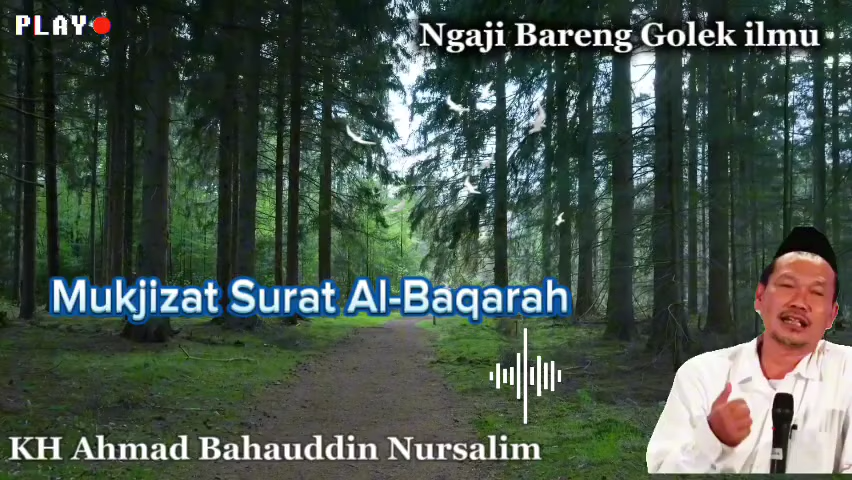 PLAY
Ngaji Bareng Golek ilmu
Mukjizat Surat Al-Baqarah
KH Ahmad Bahauddin Nursalim